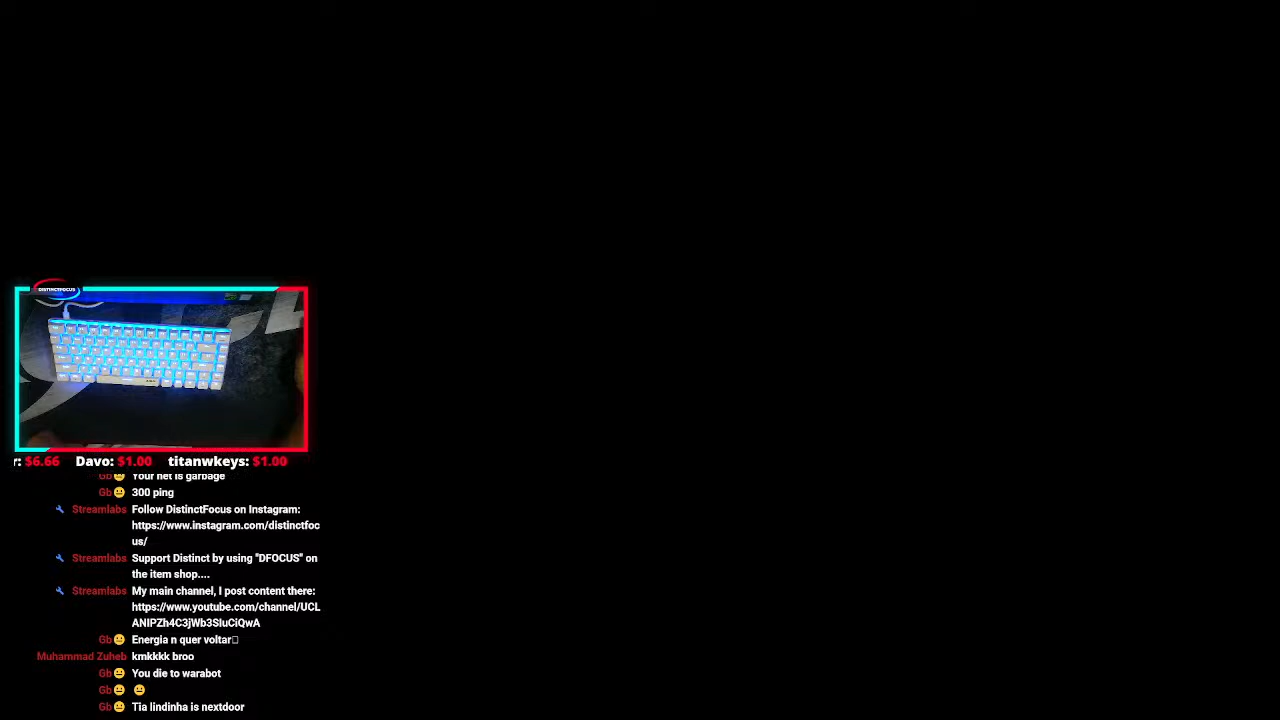 DISTINCTFOCUS
r: $6.66 Davo: $1.00 titanwkeys: $1.00
Gb😐 Your net is garbage
Gb😐 300 ping
Streamlabs Follow DistinctFocus on Instagram:
https://www.instagram.com/distinctfoc
us/
Streamlabs Support Distinct by using "DFOCUS" on
the item shop....
Streamlabs My main channel, I post content there:
https://www.youtube.com/channel/UCL
ANIPZh4C3jWb3SIuCiQwA
Gb😐 Energia n quer voltar
Muhammad Zuheb kmkkkk broo
Gb😐 You die to warabot
Gb😐 😐
Gb😐 Tia lindinha is nextdoor